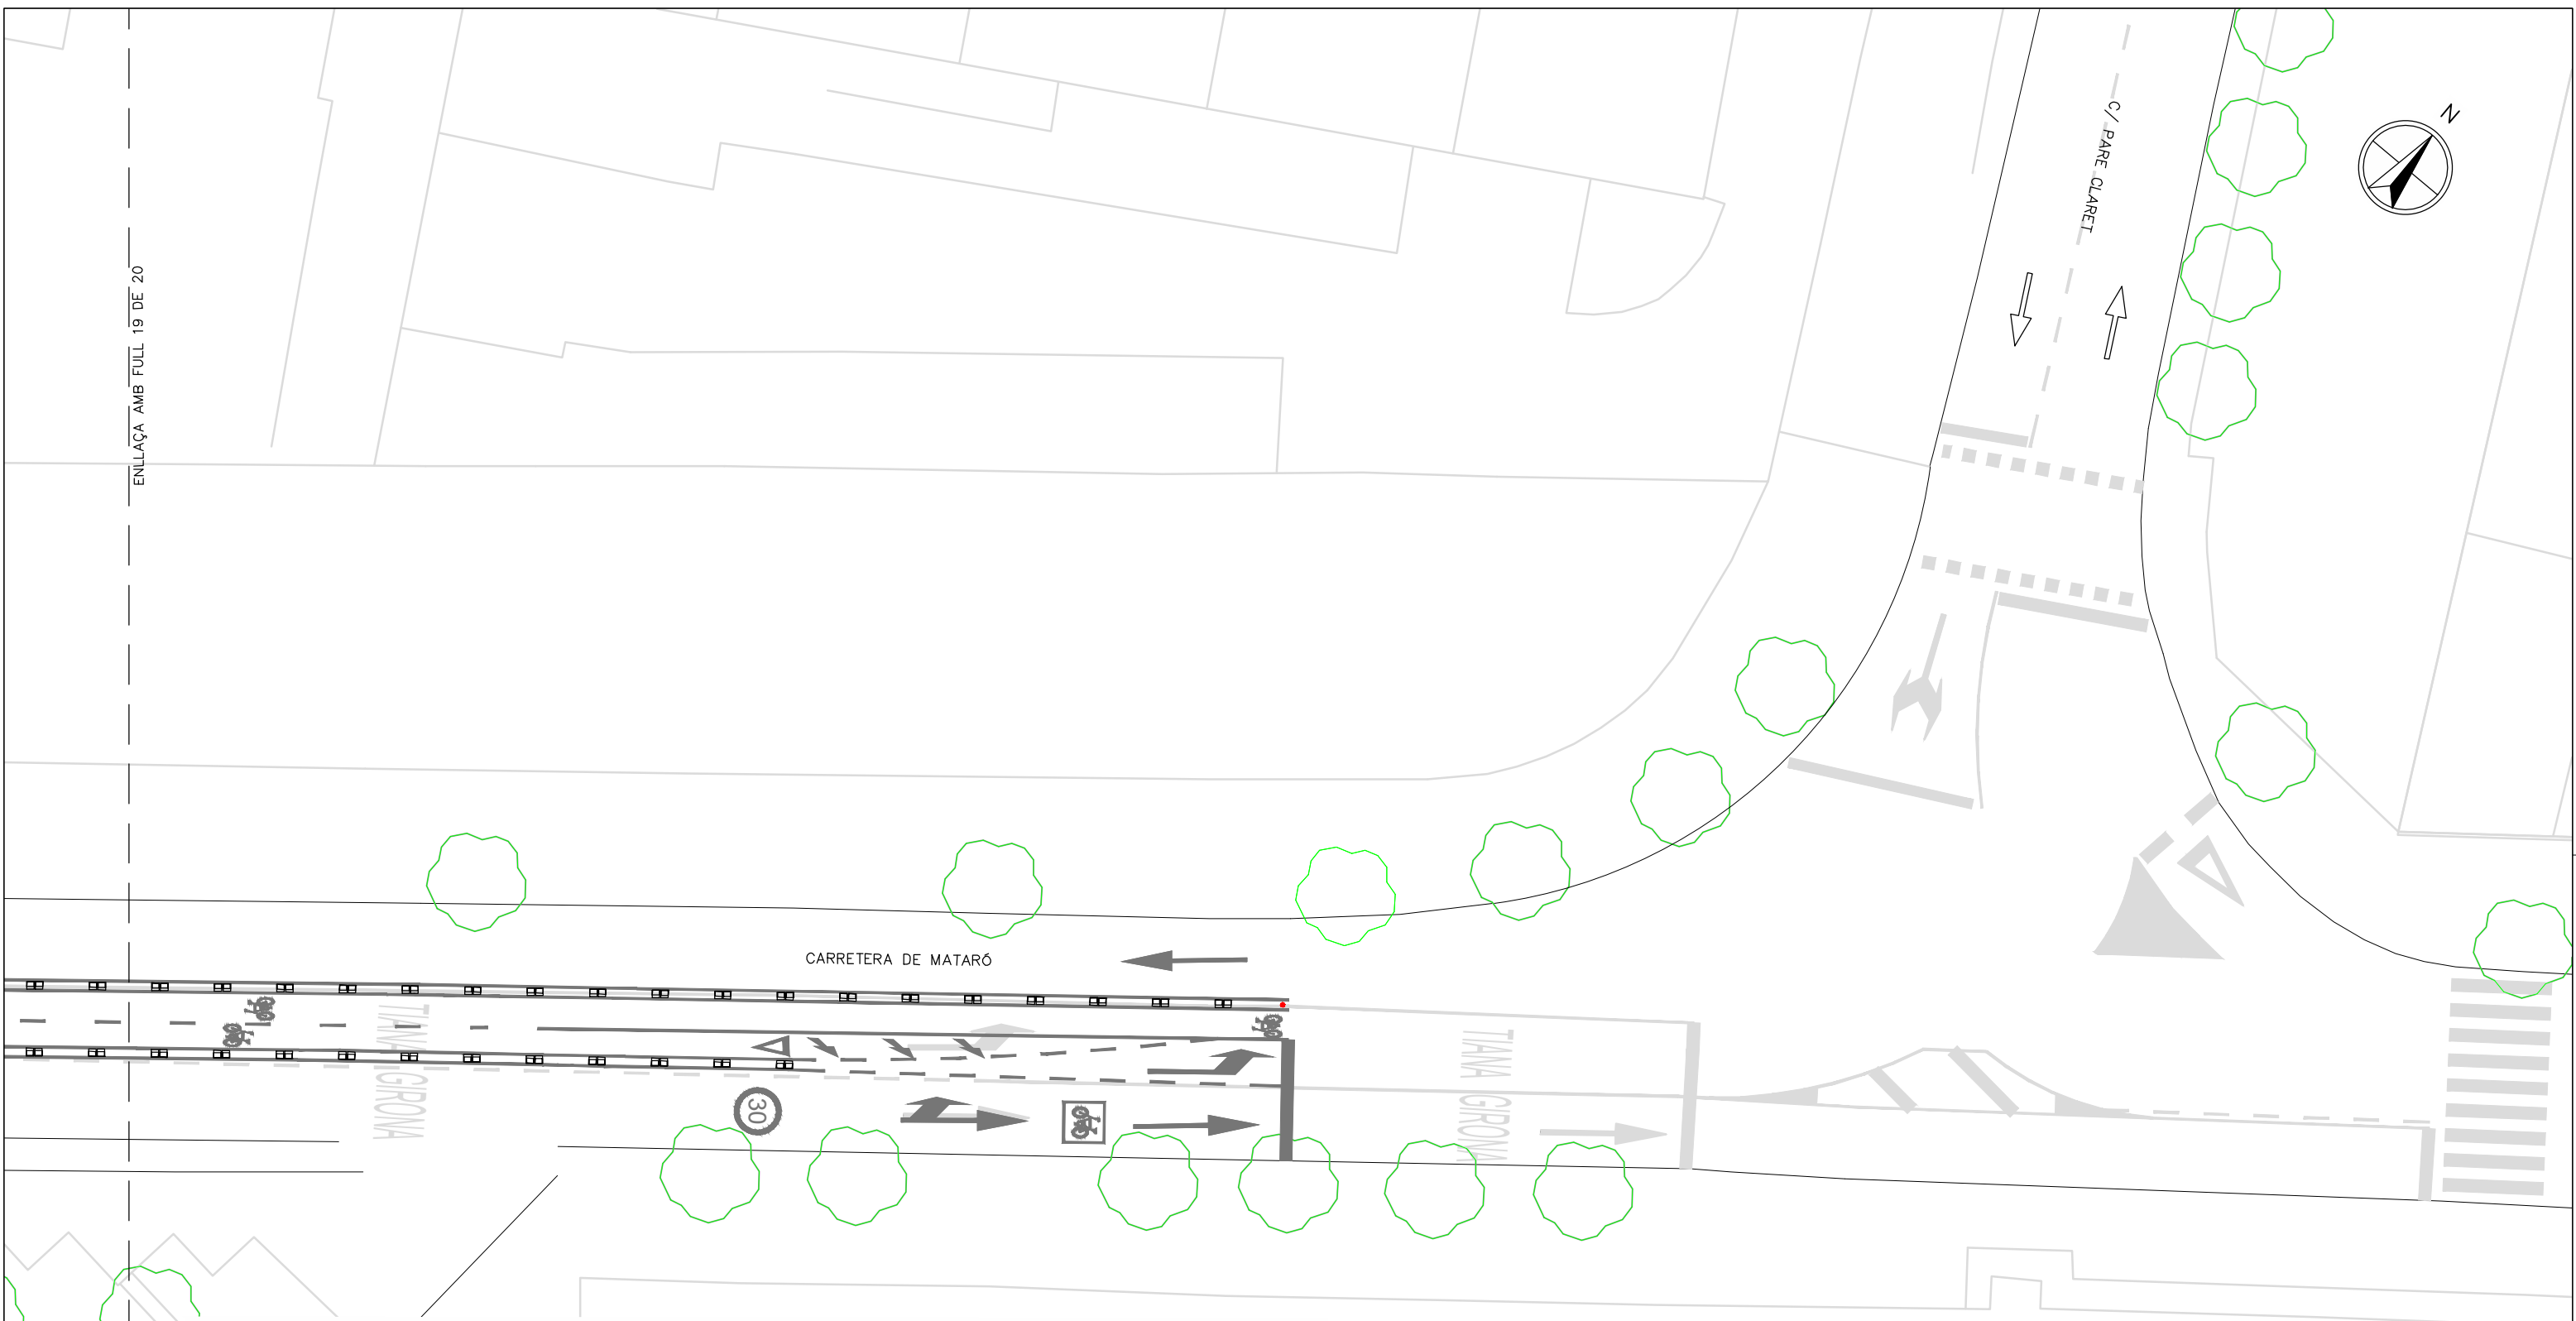 ENLLAÇA AMB FULL 19 DE 20
C/ PARE CLARET
N
CARRETERA DE MATARÓ
TIANA
GIRONA
TIANA
GIRONA
30